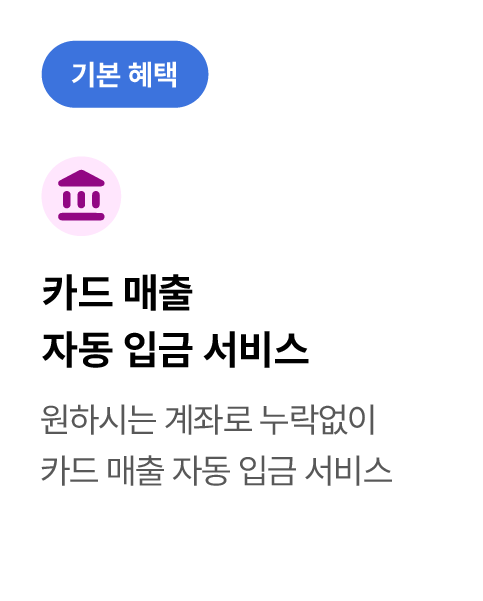 기본 혜택
카드 매출
자동 입금 서비스
원하시는 계좌로 누락없이
카드 매출 자동 입금 서비스